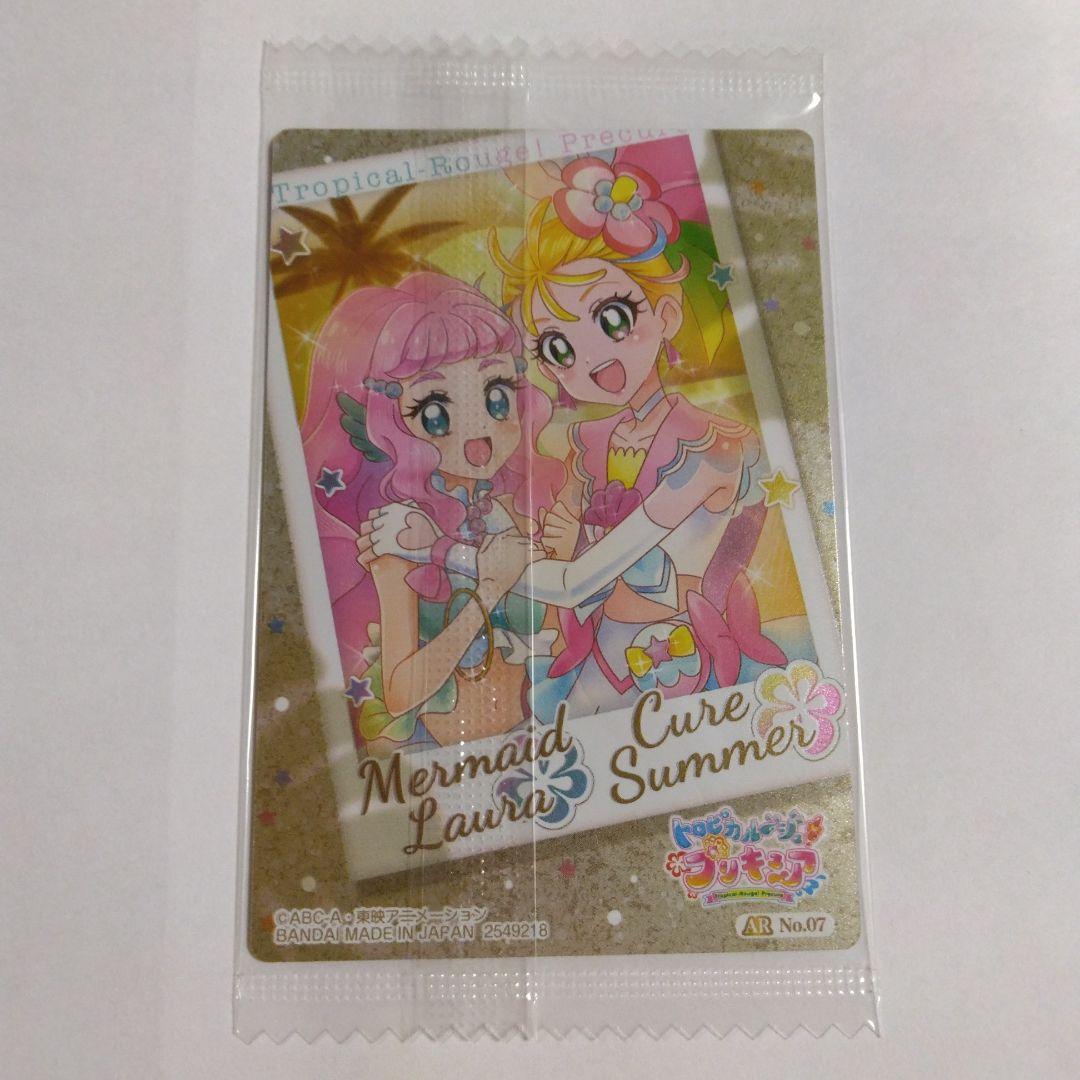 Tropical-Rouge! Precure
Mermaid
Laura
Cure
Summer
トロピカル〜ジュ!
プリキュア
Tropical-Rouge! Precure
©ABC-A・東映アニメーション
BANDAI MADE IN JAPAN 2549218
AR No.07